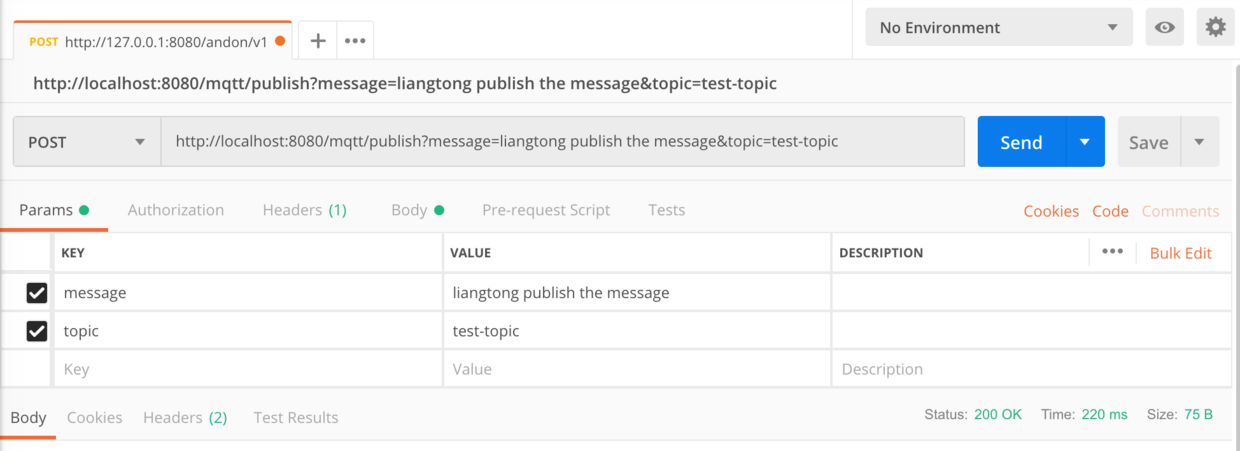 POST http://127.0.0.1:8080/andon/v1 + ••• No Environment
http://localhost:8080/mqtt/publish?message=liangtong publish the message&topic=test-topic
POST http://localhost:8080/mqtt/publish?message=liangtong publish the message&topic=test-topic Send Save
Params Authorization Headers (1) Body Pre-request Script Tests Cookies Code Comments
KEY VALUE DESCRIPTION ••• Bulk Edit
message liangtong publish the message
topic test-topic
Key Value Description
Body Cookies Headers (2) Test Results Status: 200 OK Time: 220 ms Size: 75 B